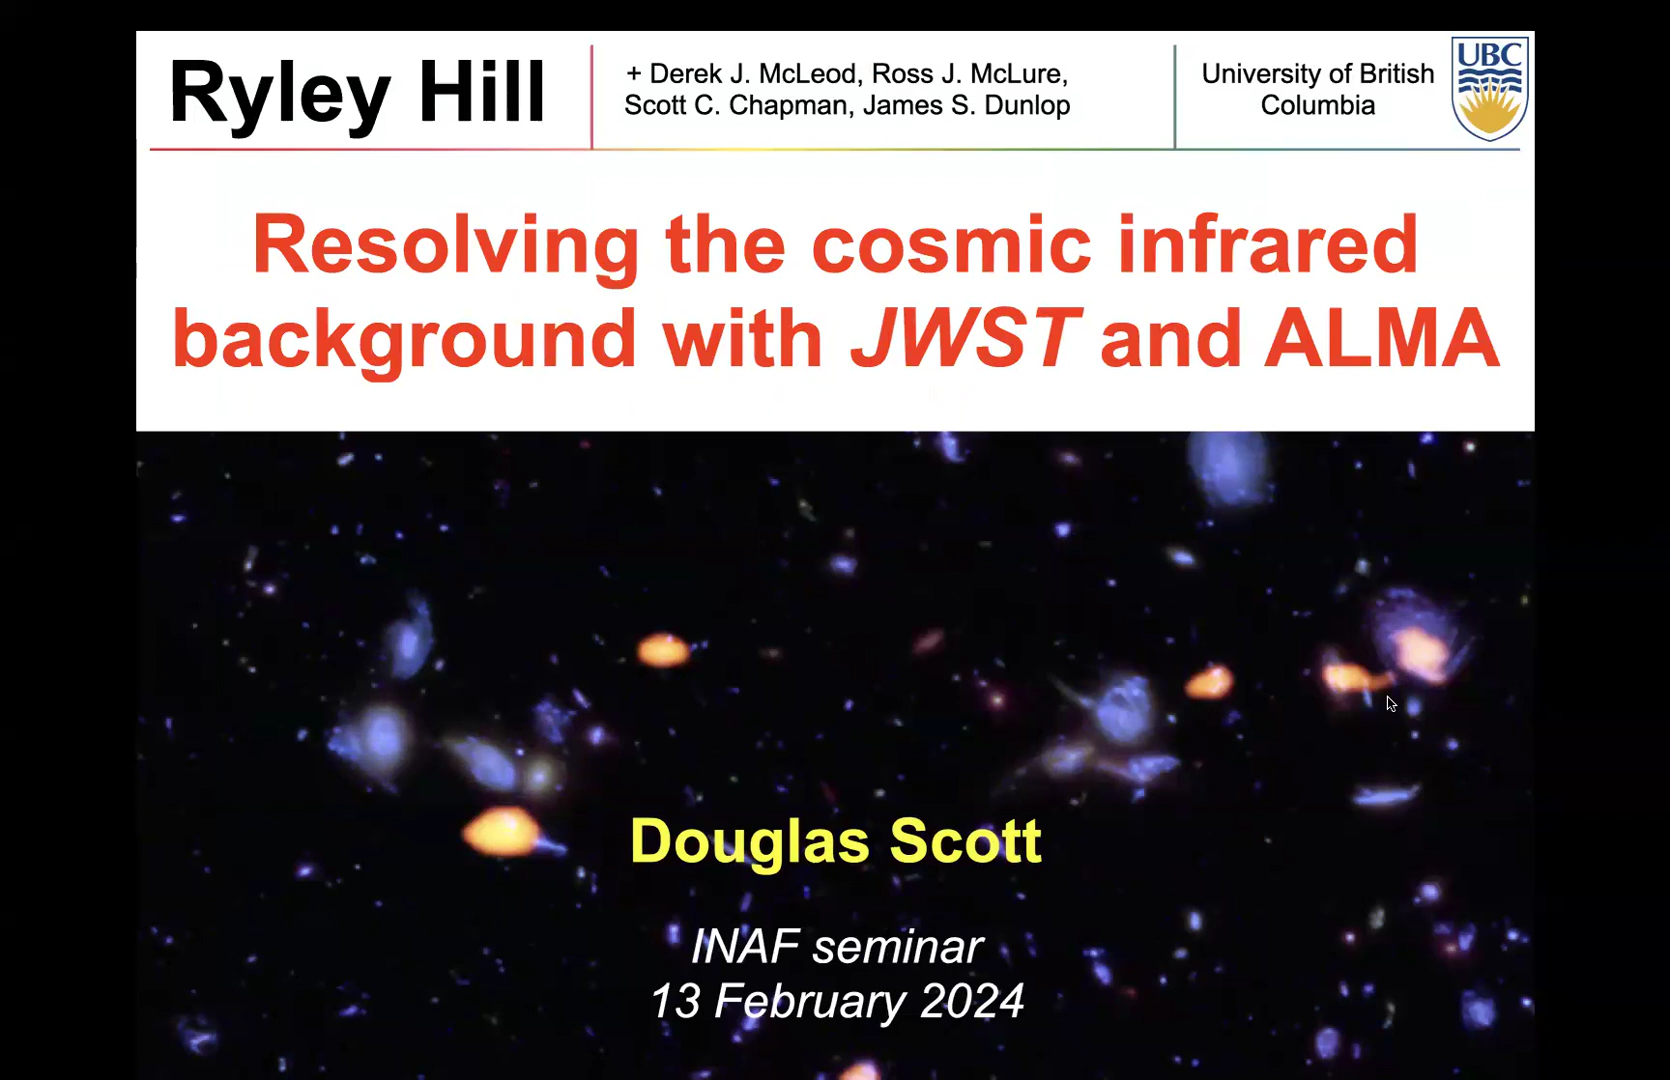 Ryley Hill
+ Derek J. McLeod, Ross J. McLure,
Scott C. Chapman, James S. Dunlop
University of British
Columbia
UBC
Resolving the cosmic infrared
background with JWST and ALMA
Douglas Scott
INAF seminar
13 February 2024